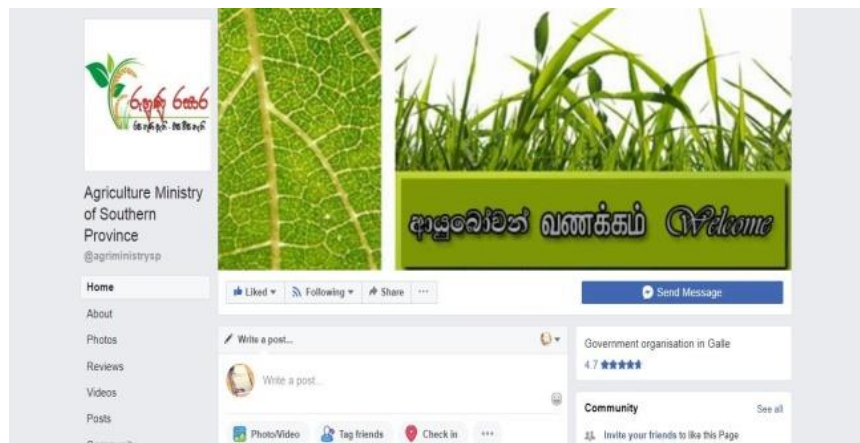 රුහුණු රසාර
Agriculture Ministry
of Southern
Province
@agriministrysp
Home
About
Photos
Reviews
Videos
Posts
Community
ආයුබෝවන් வணக்கம் Welcome
Liked Following Share ...
Send Message
Write a post...
Write a post...
Photo/Video Tag friends Check in ...
Government organisation in Galle
4.7 ★★★★★
Community See all
Invite your friends to like this Page